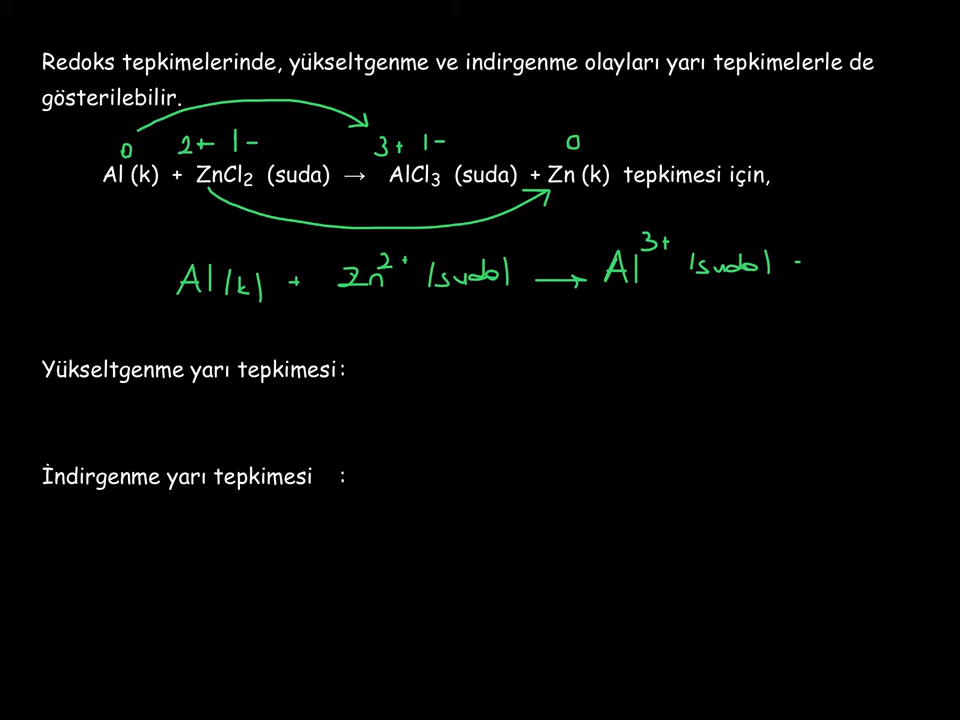 Redoks tepkimelerinde, yükseltgenme ve indirgenme olayları yarı tepkimelerle de
gösterilebilir.
0 2+ 1- 3+ 1- 0
Al (k) + ZnCl₂ (suda) → AlCl₃ (suda) + Zn (k) tepkimesi için,
Al (k) + Zn²⁺ (suda) → Al³⁺ (suda) -
Yükseltgenme yarı tepkimesi :
İndirgenme yarı tepkimesi :